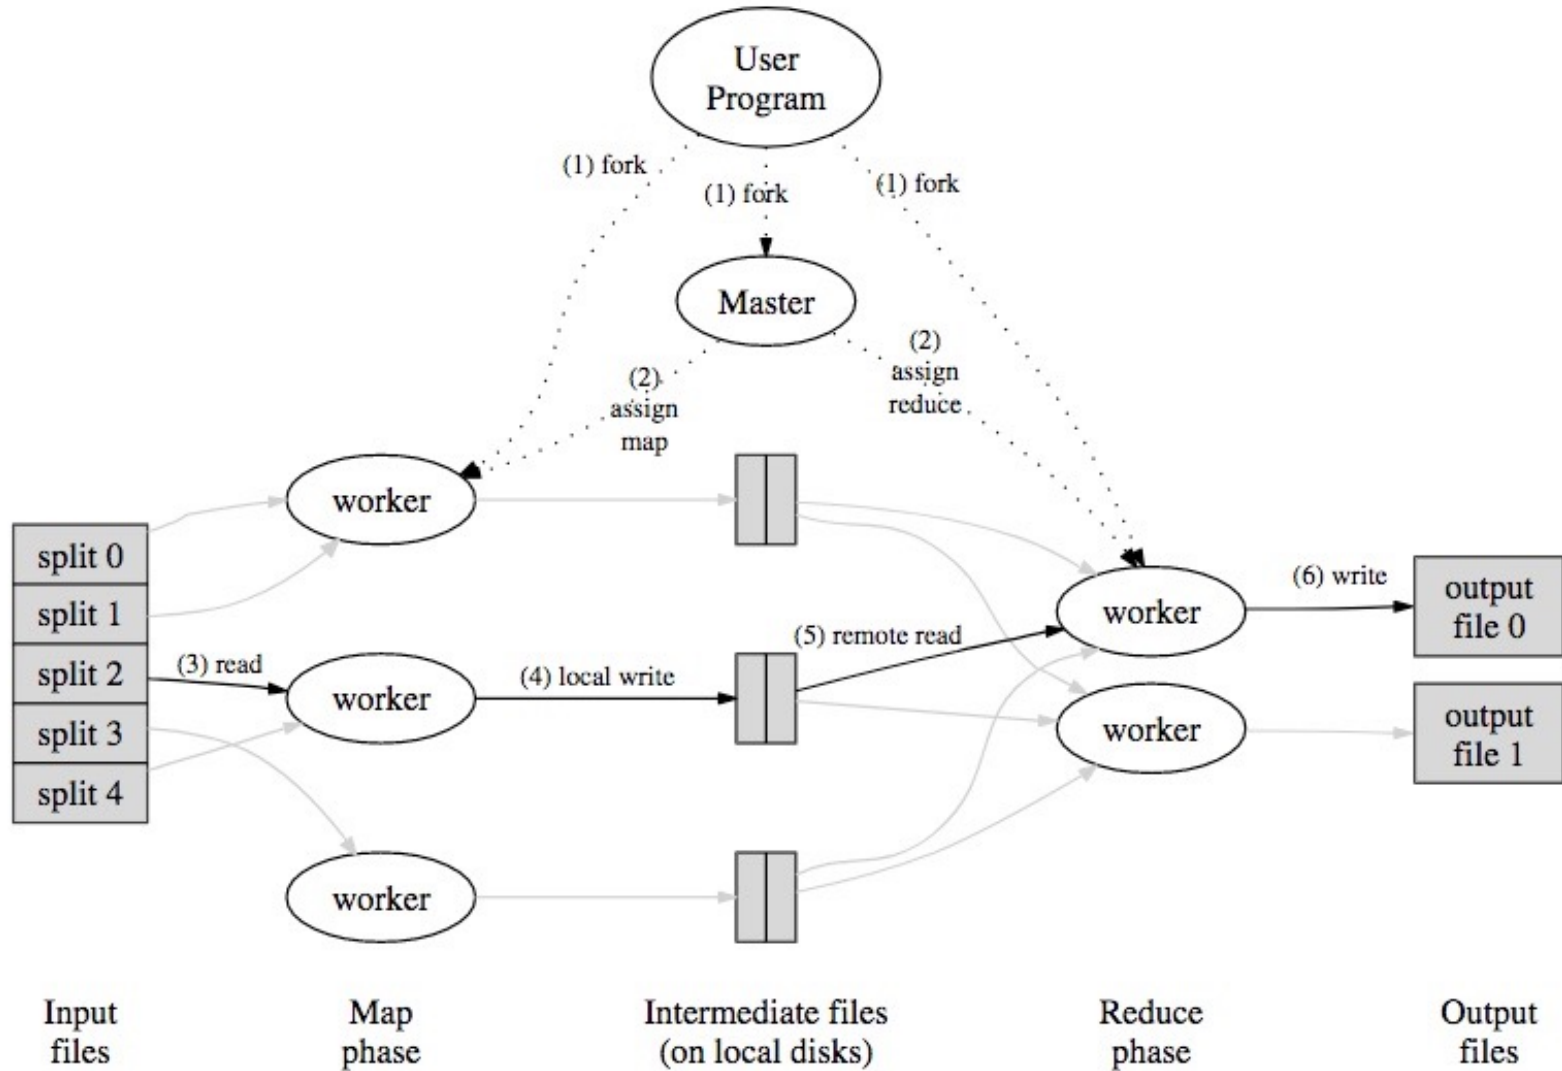 User
Program
(1) fork
(1) fork
(1) fork
Master
(2)
assign
map
(2)
assign
reduce
worker
split 0
split 1
split 2
split 3
split 4
(3) read
worker
(4) local write
(5) remote read
worker
(6) write
output
file 0
worker
output
file 1
worker
Input
files
Map
phase
Intermediate files
(on local disks)
Reduce
phase
Output
files